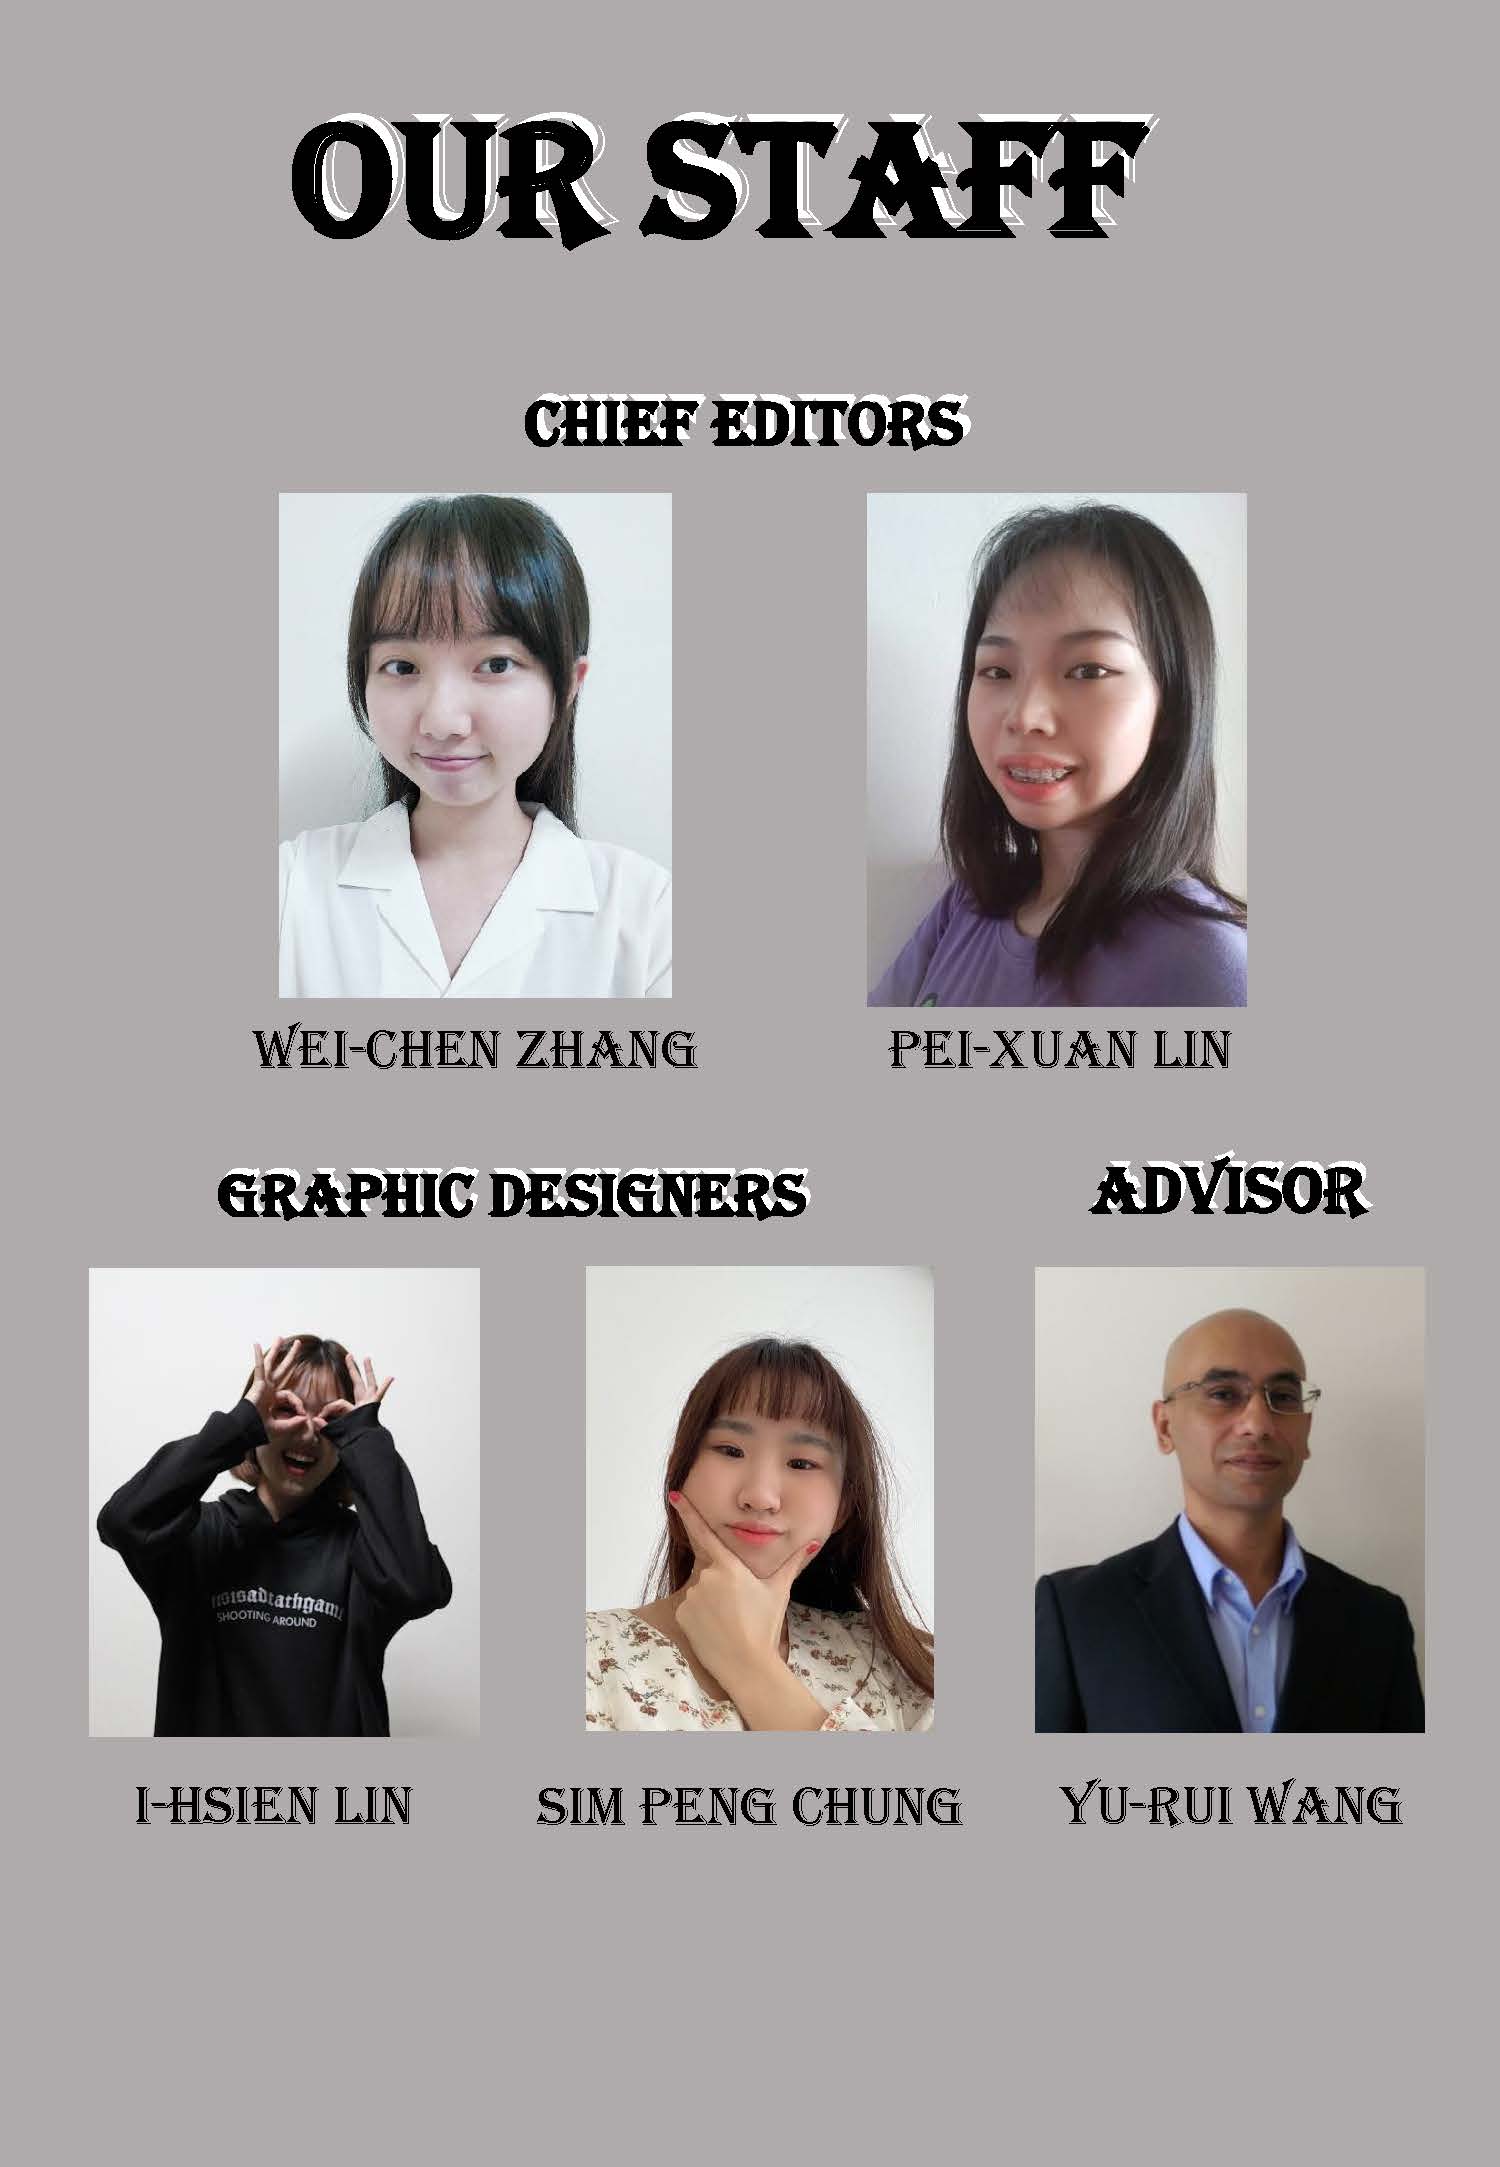 OUR STAFF
CHIEF EDITORS
WEI-CHEN ZHANG
PEI-XUAN LIN
GRAPHIC DESIGNERS
ADVISOR
SHOOTING AROUND
I-HSIEN LIN
SIM PENG CHUNG
YU-RUI WANG